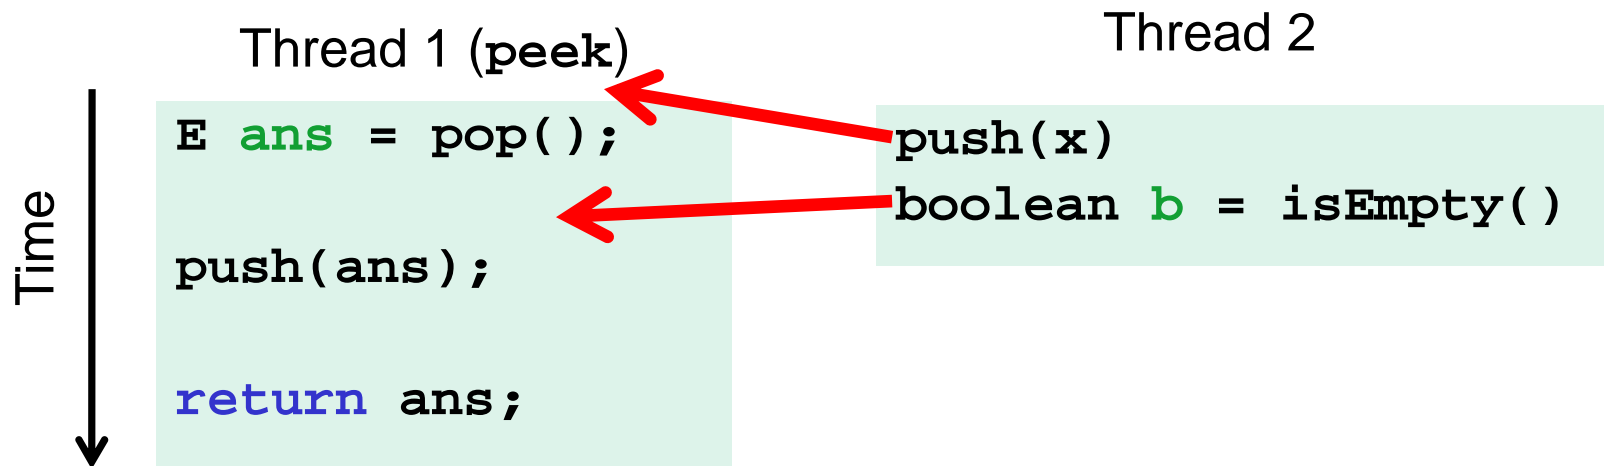 Thread 1 (peek)
Thread 2
Time
E ans = pop();
push(ans);
return ans;
push(x)
boolean b = isEmpty()